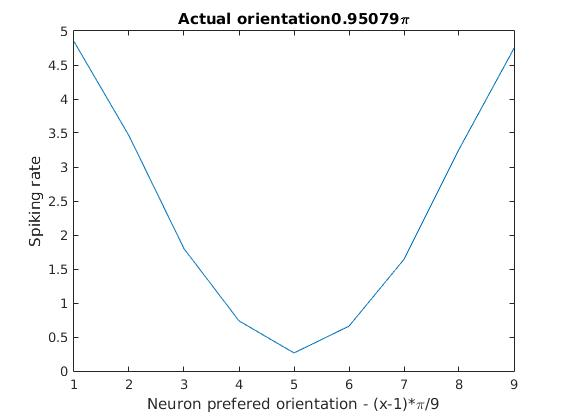 Actual orientation0.95079π
5
4.5
4
3.5
3
2.5
2
1.5
1
0.5
0
Spiking rate
1 2 3 4 5 6 7 8 9
Neuron prefered orientation - (x-1)*π/9